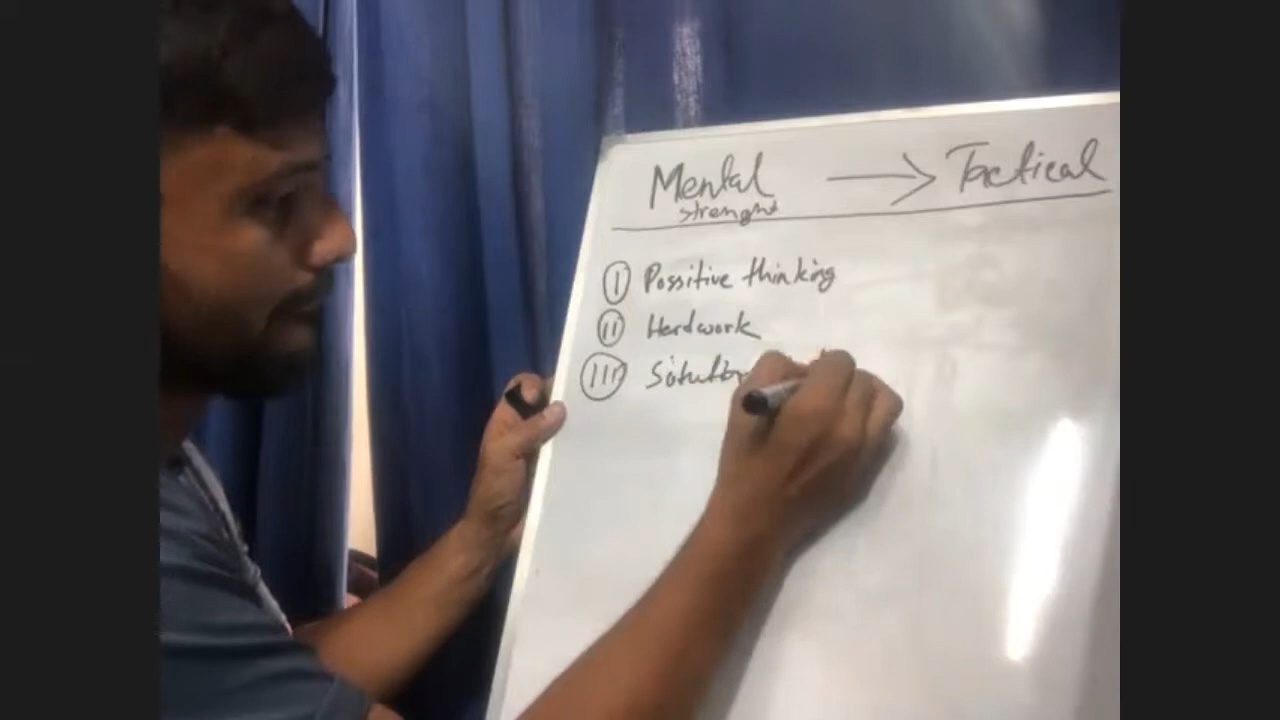 Mental → Tactical
strenght
I Possitive thinking
II Hardwork
III